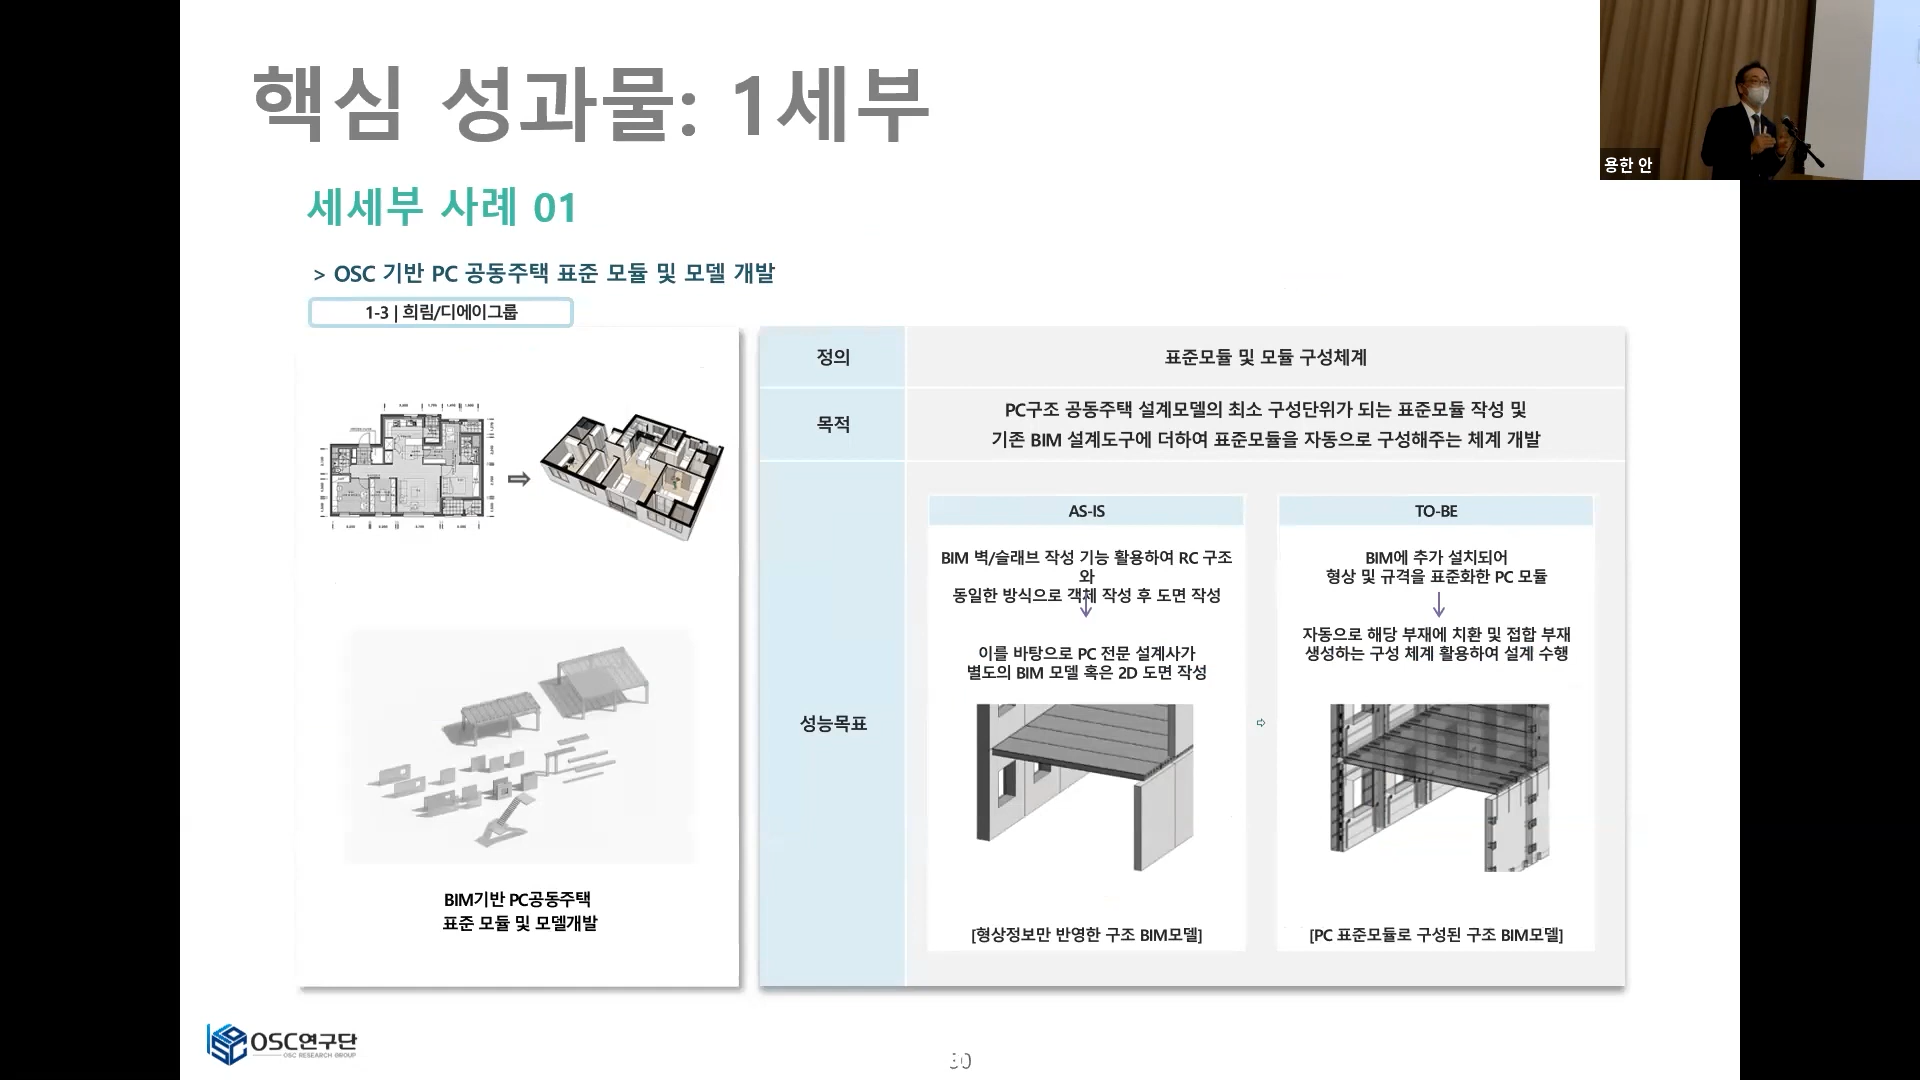 핵심 성과물: 1세부
용한 안
세세부 사례 01
> OSC 기반 PC 공동주택 표준 모듈 및 모델 개발
1-3 | 희림/디에이그룹
BIM기반 PC공동주택
표준 모듈 및 모델개발
정의
표준모듈 및 모듈 구성체계
목적
PC구조 공동주택 설계모델의 최소 구성단위가 되는 표준모듈 작성 및
기존 BIM 설계도구에 더하여 표준모듈을 자동으로 구성해주는 체계 개발
성능목표
AS-IS
BIM 벽/슬래브 작성 기능 활용하여 RC 구조
와
동일한 방식으로 객체 작성 후 도면 작성
이를 바탕으로 PC 전문 설계사가
별도의 BIM 모델 혹은 2D 도면 작성
[형상정보만 반영한 구조 BIM모델]
TO-BE
BIM에 추가 설치되어
형상 및 규격을 표준화한 PC 모듈
자동으로 해당 부재에 치환 및 접합 부재
생성하는 구성 체계 활용하여 설계 수행
[PC 표준모듈로 구성된 구조 BIM모델]
OSC연구단
OSC RESEARCH GROUP